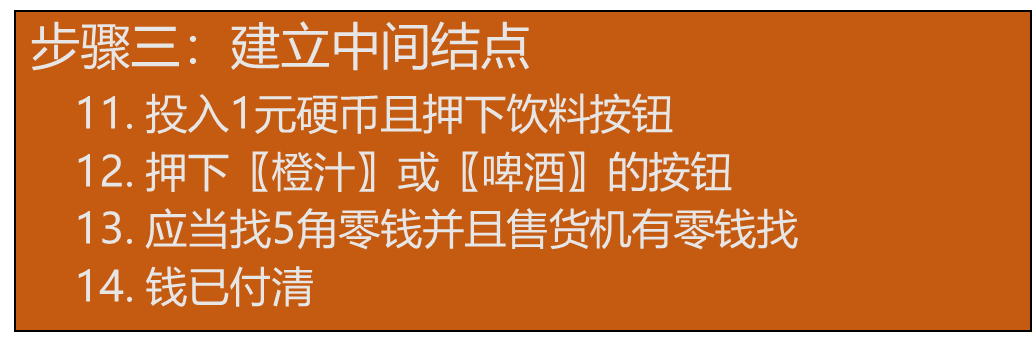 步骤三：建立中间结点
11. 投入1元硬币且押下饮料按钮
12. 押下〖橙汁〗或〖啤酒〗的按钮
13. 应当找5角零钱并且售货机有零钱找
14. 钱已付清